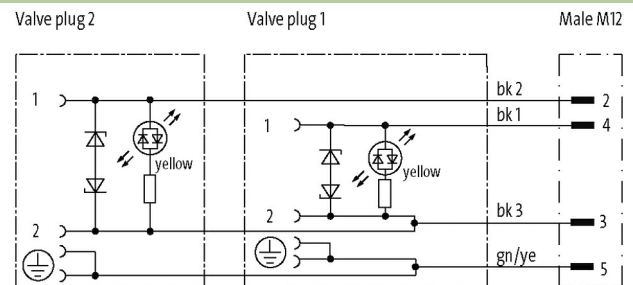 Valve plug 2 Valve plug 1 Male M12
1 bk 2 2
1 bk 1 4
yellow yellow
2 bk 3 3
2
gn/ye 5